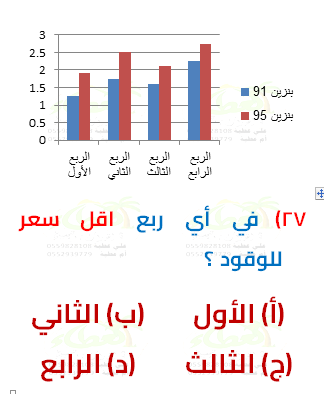 3
2.5
2
1.5
1
0.5
0
الربع الأول
الربع الثاني
الربع الثالث
الربع الرابع
بنزين 91
بنزين 95
٢٧) في أي ربع اقل سعر
للوقود ؟
(أ) الأول (ب) الثاني
(ج) الثالث (د) الرابع